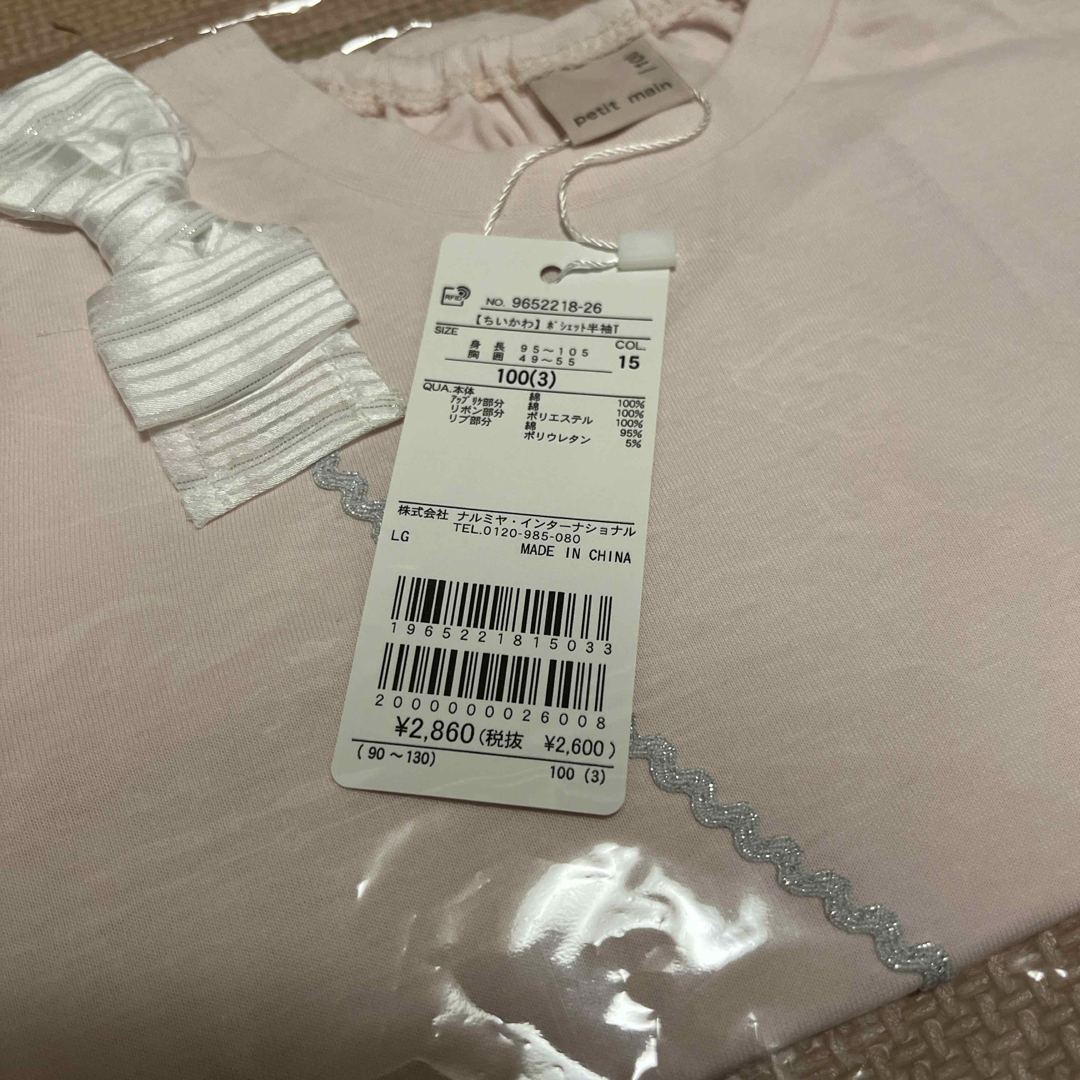 petit main
RFID
NO. 9652218-26
【ちいかわ】ポシェット半袖T
SIZE
COL.
身長 95～105
胸囲 49～55
15
100(3)
QUA.本体 綿 100%
アップリケ部分 綿 100%
リボン部分 ポリエステル 100%
リブ部分 綿 95%
ポリウレタン 5%
株式会社 ナルミヤ・インターナショナル
TEL.0120-985-080
LG
MADE IN CHINA
1965221815033
2000000026008
¥2,860(税抜 ¥2,600)
(90～130)
100 (3)